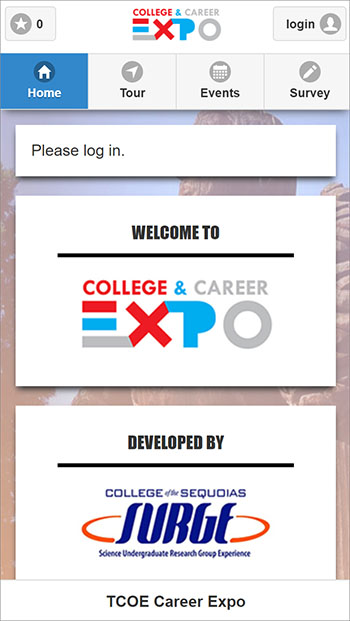 0
COLLEGE & CAREER
EXPO
login
Home
Tour
Events
Survey
Please log in.
WELCOME TO
COLLEGE & CAREER
EXPO
DEVELOPED BY
COLLEGE of the SEQUOIAS
SURGE
Science Undergraduate Research Group Experience
TCOE Career Expo